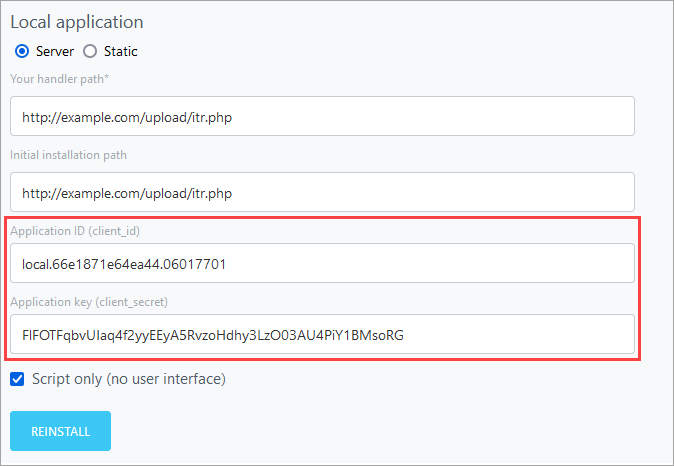 Local application
Server Static
Your handler path*
http://example.com/upload/itr.php
Initial installation path
http://example.com/upload/itr.php
Application ID (client_id)
local.66e1871e64ea44.06017701
Application key (client_secret)
FlFOTFqbvUIaq4f2yyEEyA5RvzoHdhy3LzO03AU4PiY1BMsoRG
Script only (no user interface)
REINSTALL